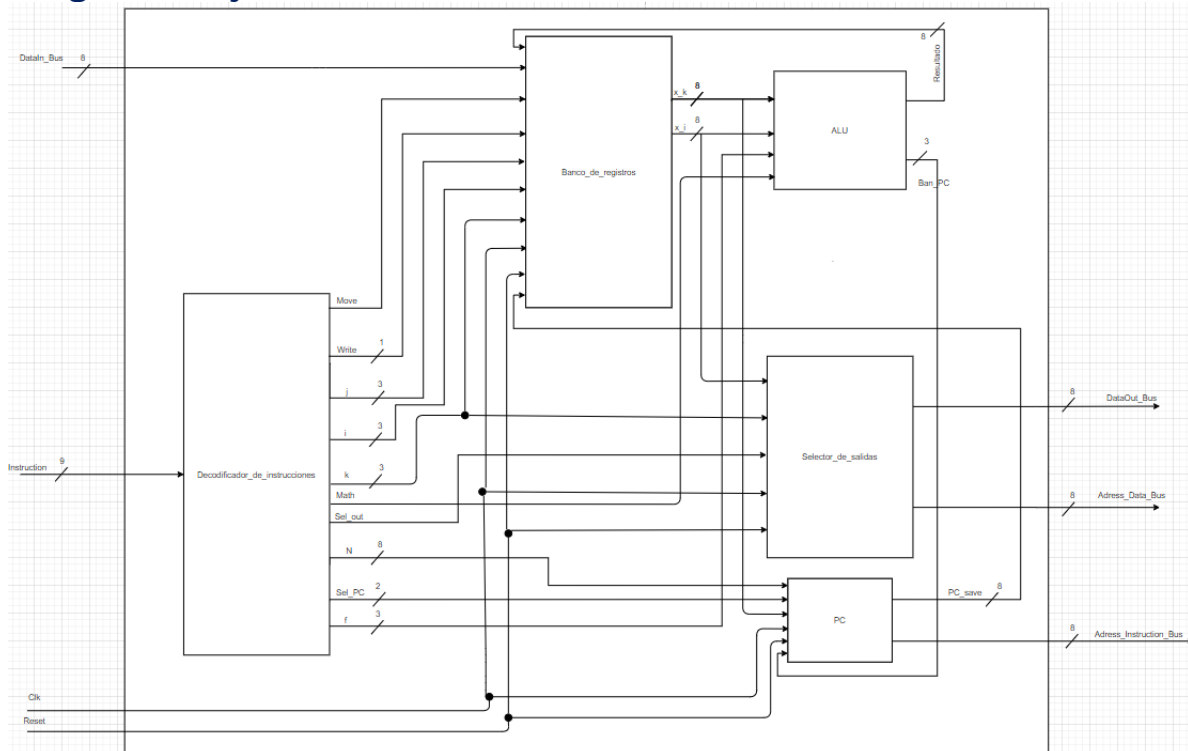 DataIn_Bus
8
8
Resultado
x_k
8
x_i
8
ALU
3
Ban_PC
Banco_de_registros
Move
Write
1
j
3
i
3
k
3
Math
Sel_out
N
8
Sel_PC
2
f
3
Instruction
9
Decodificador_de_instrucciones
Selector_de_salidas
8
DataOut_Bus
8
Adress_Data_Bus
PC
PC_save
8
8
Adress_Instruction_Bus
Clk
Reset